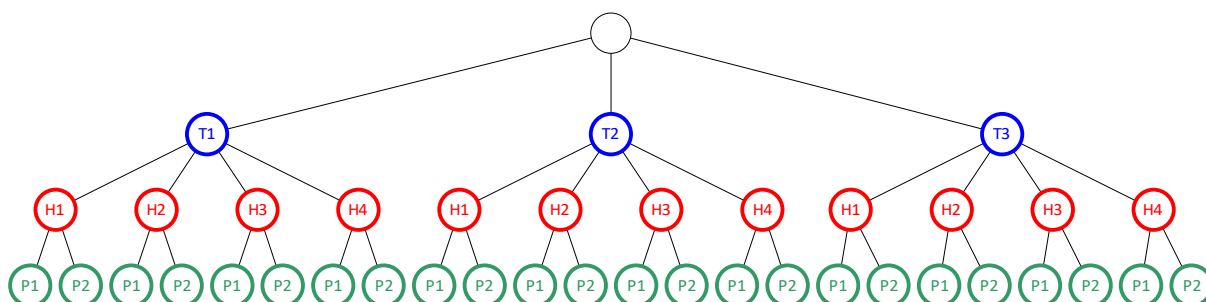 T1 T2 T3
H1 H2 H3 H4 H1 H2 H3 H4 H1 H2 H3 H4
P1 P2 P1 P2 P1 P2 P1 P2 P1 P2 P1 P2 P1 P2 P1 P2 P1 P2 P1 P2 P1 P2 P1 P2